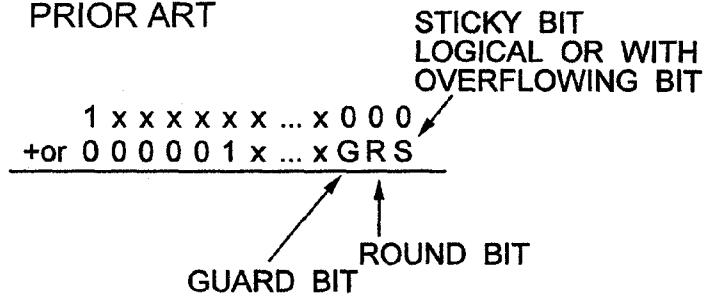 PRIOR ART
STICKY BIT
LOGICAL OR WITH
OVERFLOWING BIT
1 x x x x x x ... x 0 0 0
+or 0 0 0 0 0 1 x ... x G R S
ROUND BIT
GUARD BIT